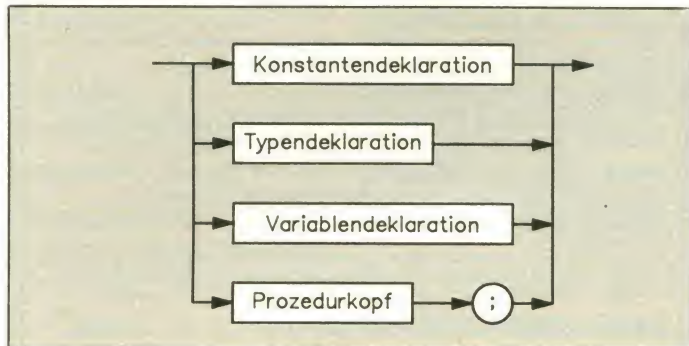 Konstantendeklaration
Typendeklaration
Variablendeklaration
Prozedurkopf ;